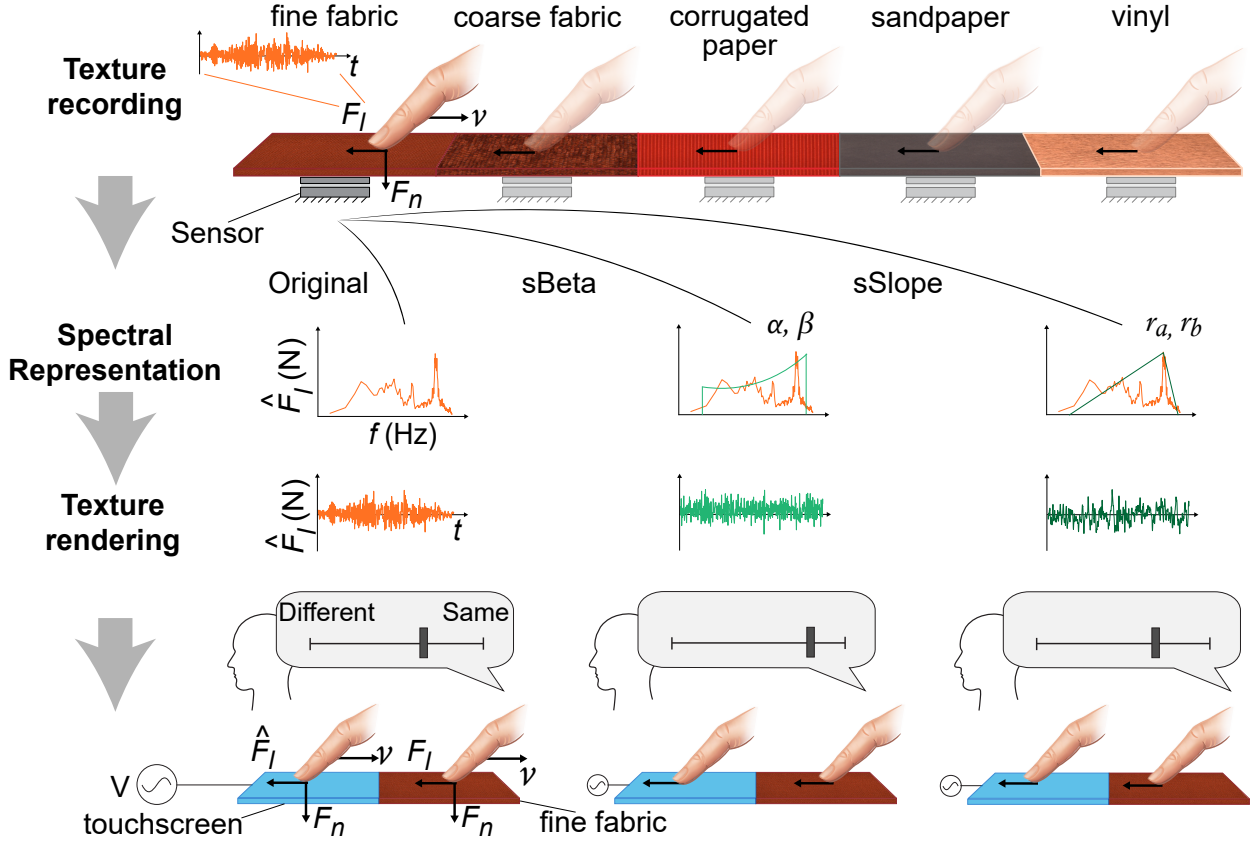 fine fabric
coarse fabric
corrugated
paper
sandpaper
vinyl
Texture
recording
t
F_l
v
F_n
Sensor
Original
sBeta
sSlope
Spectral
Representation
α, β
r_a, r_b
F̂_l (N)
f (Hz)
Texture
rendering
F̂_l (N)
t
Different
Same
F̂_l
v
F_l
v
V
F_n
F_n
touchscreen
fine fabric